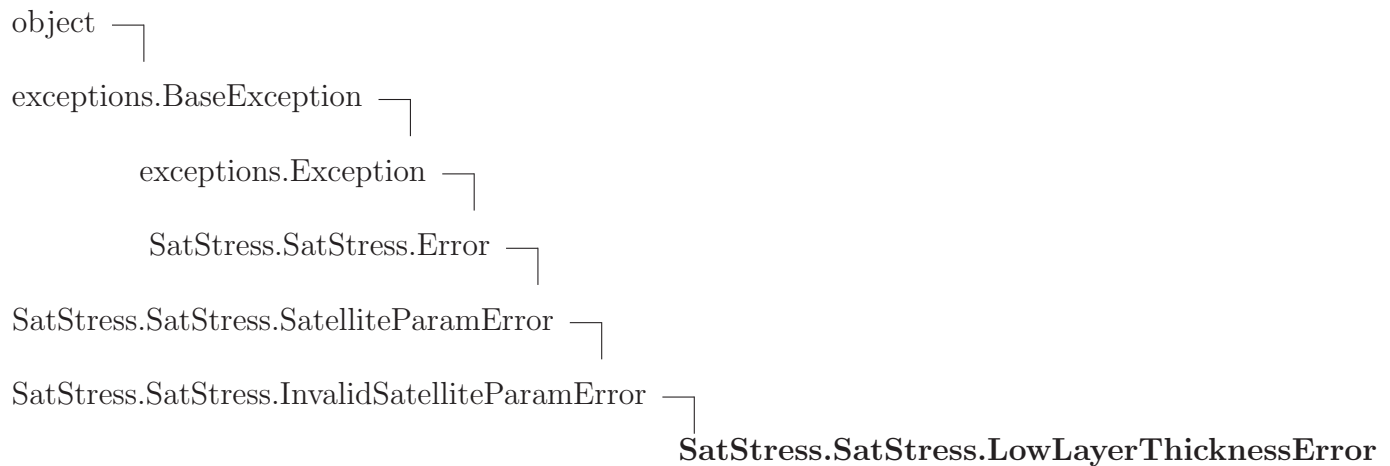 object
exceptions.BaseException
exceptions.Exception
SatStress.SatStress.Error
SatStress.SatStress.SatelliteParamError
SatStress.SatStress.InvalidSatelliteParamError
SatStress.SatStress.LowLayerThicknessError